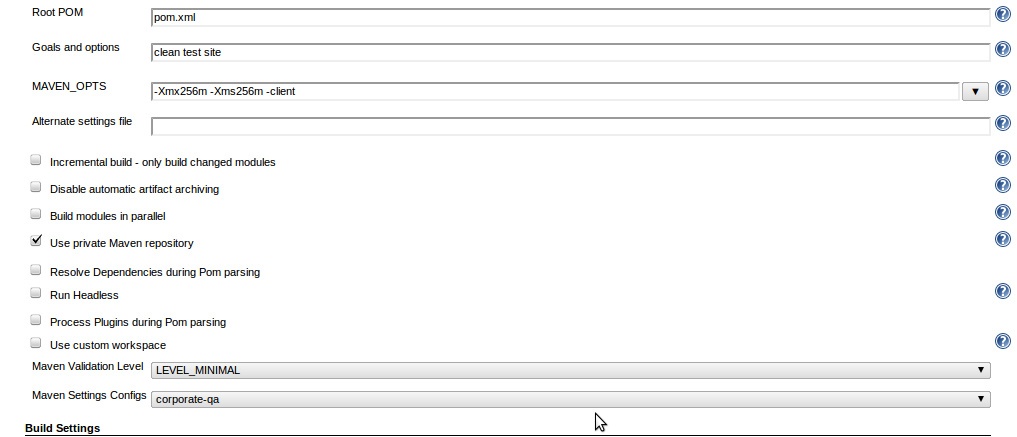 Root POM pom.xml
Goals and options clean test site
MAVEN_OPTS -Xmx256m -Xms256m -client
Alternate settings file
Incremental build - only build changed modules
Disable automatic artifact archiving
Build modules in parallel
Use private Maven repository
Resolve Dependencies during Pom parsing
Run Headless
Process Plugins during Pom parsing
Use custom workspace
Maven Validation Level LEVEL_MINIMAL
Maven Settings Configs corporate-qa
Build Settings